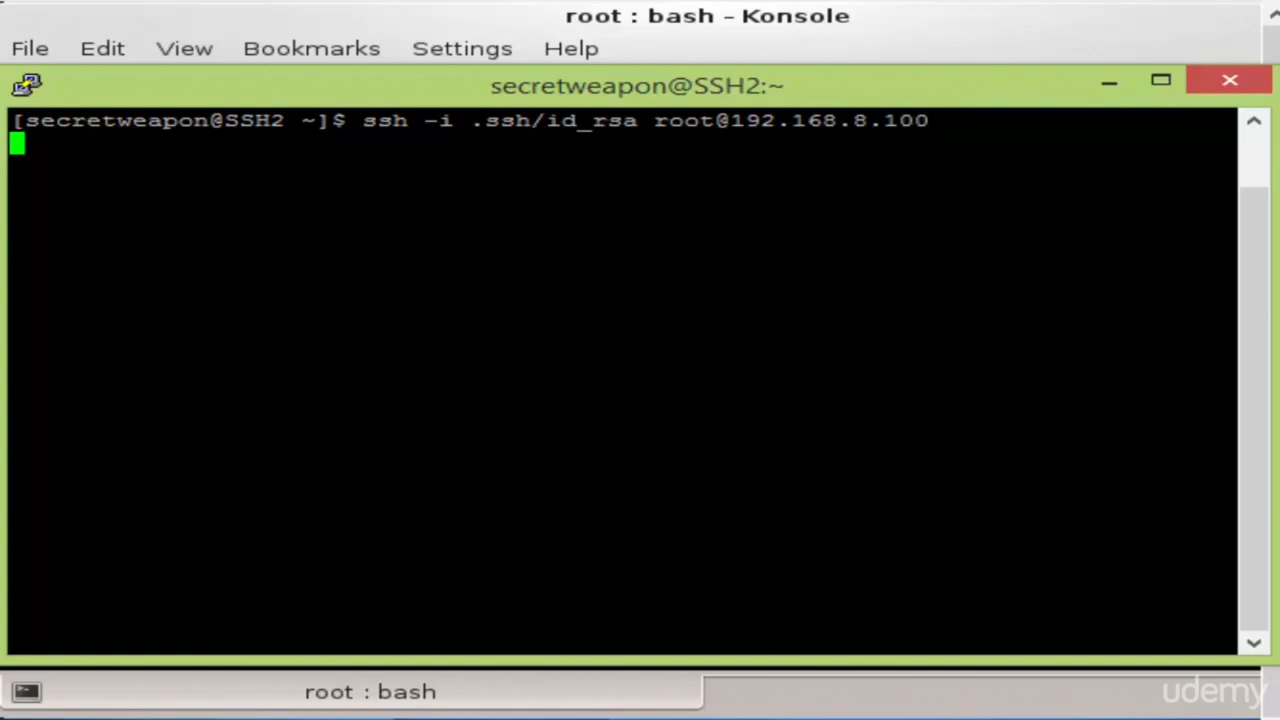 root : bash – Konsole
File Edit View Bookmarks Settings Help
secretweapon@SSH2:~
[secretweapon@SSH2 ~]$ ssh -i .ssh/id_rsa root@192.168.8.100
root : bash
udemy